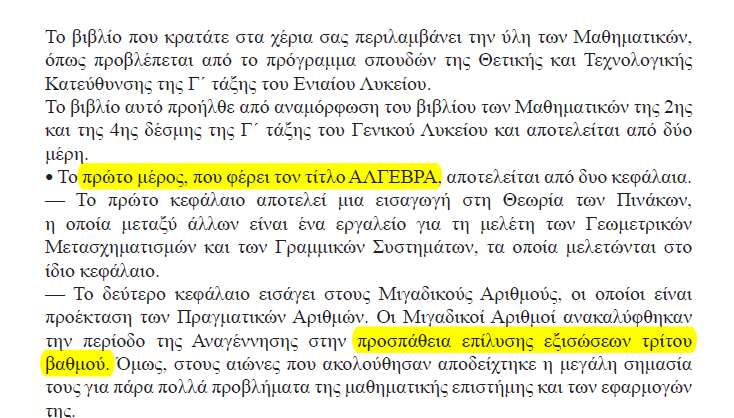 Το βιβλίο που κρατάτε στα χέρια σας περιλαμβάνει την ύλη των Μαθηματικών,
όπως προβλέπεται από το πρόγραμμα σπουδών της Θετικής και Τεχνολογικής
Κατεύθυνσης της Γ΄ τάξης του Ενιαίου Λυκείου.
Το βιβλίο αυτό προήλθε από αναμόρφωση του βιβλίου των Μαθηματικών της 2ης
και της 4ης δέσμης της Γ΄ τάξης του Γενικού Λυκείου και αποτελείται από δύο
μέρη.
• Το πρώτο μέρος, που φέρει τον τίτλο ΑΛΓΕΒΡΑ, αποτελείται από δυο κεφάλαια.
— Το πρώτο κεφάλαιο αποτελεί μια εισαγωγή στη Θεωρία των Πινάκων,
η οποία μεταξύ άλλων είναι ένα εργαλείο για τη μελέτη των Γεωμετρικών
Μετασχηματισμών και των Γραμμικών Συστημάτων, τα οποία μελετώνται στο
ίδιο κεφάλαιο.
— Το δεύτερο κεφάλαιο εισάγει στους Μιγαδικούς Αριθμούς, οι οποίοι είναι
προέκταση των Πραγματικών Αριθμών. Οι Μιγαδικοί Αριθμοί ανακαλύφθηκαν
την περίοδο της Αναγέννησης στην προσπάθεια επίλυσης εξισώσεων τρίτου
βαθμού. Όμως, στους αιώνες που ακολούθησαν αποδείχτηκε η μεγάλη σημασία
τους για πάρα πολλά προβλήματα της μαθηματικής επιστήμης και των εφαρμογών
της.